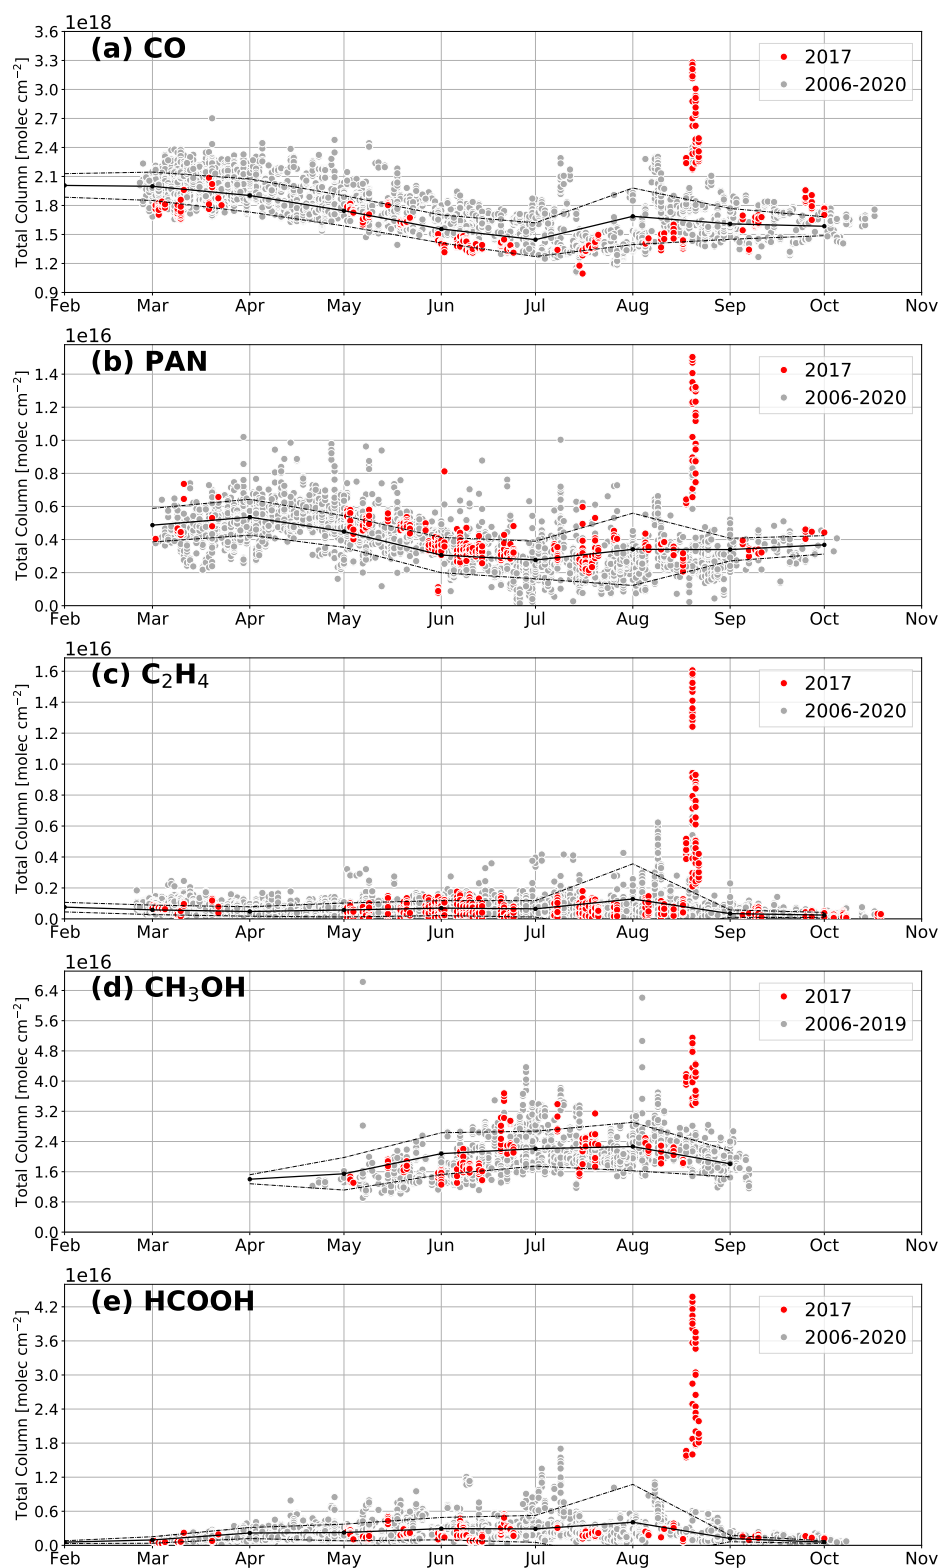 1e18
(a) CO
2017
2006-2020
Total Column [molec cm⁻²]
3.6
3.3
3.0
2.7
2.4
2.1
1.8
1.5
1.2
0.9
Feb Mar Apr May Jun Jul Aug Sep Oct Nov
1e16
(b) PAN
2017
2006-2020
Total Column [molec cm⁻²]
1.4
1.2
1.0
0.8
0.6
0.4
0.2
0.0
Feb Mar Apr May Jun Jul Aug Sep Oct Nov
1e16
(c) C₂H₄
2017
2006-2020
Total Column [molec cm⁻²]
1.6
1.4
1.2
1.0
0.8
0.6
0.4
0.2
0.0
Feb Mar Apr May Jun Jul Aug Sep Oct Nov
1e16
(d) CH₃OH
2017
2006-2019
Total Column [molec cm⁻²]
6.4
5.6
4.8
4.0
3.2
2.4
1.6
0.8
0.0
Feb Mar Apr May Jun Jul Aug Sep Oct Nov
1e16
(e) HCOOH
2017
2006-2020
Total Column [molec cm⁻²]
4.2
3.6
3.0
2.4
1.8
1.2
0.6
0.0
Feb Mar Apr May Jun Jul Aug Sep Oct Nov